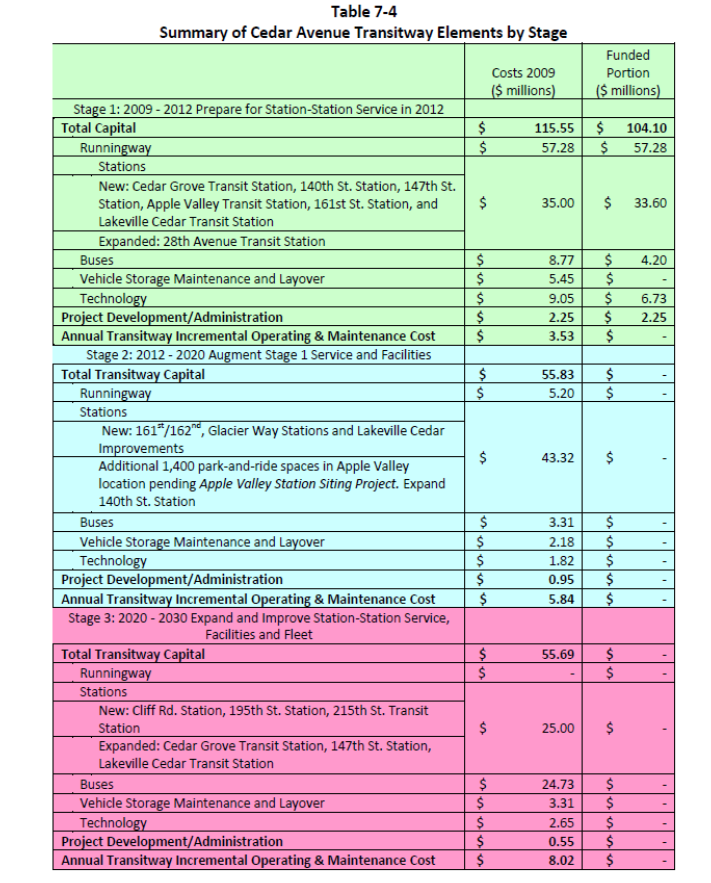 Table 7-4
Summary of Cedar Avenue Transitway Elements by Stage
Costs 2009
($ millions)
Funded
Portion
($ millions)
Stage 1: 2009 - 2012 Prepare for Station-Station Service in 2012
Total Capital $ 115.55 $ 104.10
Runningway $ 57.28 $ 57.28
Stations
New: Cedar Grove Transit Station, 140th St. Station, 147th St.
Station, Apple Valley Transit Station, 161st St. Station, and
Lakeville Cedar Transit Station
$ 35.00 $ 33.60
Expanded: 28th Avenue Transit Station
Buses $ 8.77 $ 4.20
Vehicle Storage Maintenance and Layover $ 5.45 $ -
Technology $ 9.05 $ 6.73
Project Development/Administration $ 2.25 $ 2.25
Annual Transitway Incremental Operating & Maintenance Cost $ 3.53 $ -
Stage 2: 2012 - 2020 Augment Stage 1 Service and Facilities
Total Transitway Capital $ 55.83 $ -
Runningway $ 5.20 $ -
Stations
New: 161st/162nd, Glacier Way Stations and Lakeville Cedar
Improvements
$ 43.32 $ -
Additional 1,400 park-and-ride spaces in Apple Valley
location pending Apple Valley Station Siting Project. Expand
140th St. Station
Buses $ 3.31 $ -
Vehicle Storage Maintenance and Layover $ 2.18 $ -
Technology $ 1.82 $ -
Project Development/Administration $ 0.95 $ -
Annual Transitway Incremental Operating & Maintenance Cost $ 5.84 $ -
Stage 3: 2020 - 2030 Expand and Improve Station-Station Service,
Facilities and Fleet
Total Transitway Capital $ 55.69 $ -
Runningway $ - $ -
Stations
New: Cliff Rd. Station, 195th St. Station, 215th St. Transit
Station
$ 25.00 $ -
Expanded: Cedar Grove Transit Station, 147th St. Station,
Lakeville Cedar Transit Station
Buses $ 24.73 $ -
Vehicle Storage Maintenance and Layover $ 3.31 $ -
Technology $ 2.65 $ -
Project Development/Administration $ 0.55 $ -
Annual Transitway Incremental Operating & Maintenance Cost $ 8.02 $ -